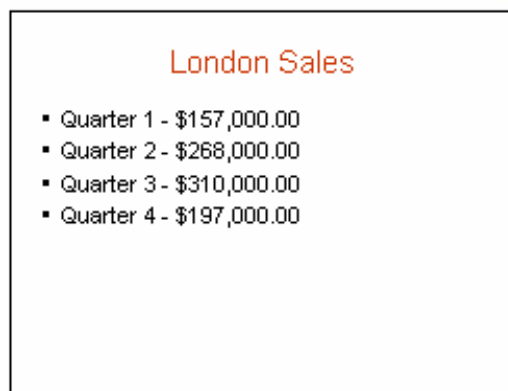 London Sales
▪ Quarter 1 - $157,000.00
▪ Quarter 2 - $268,000.00
▪ Quarter 3 - $310,000.00
▪ Quarter 4 - $197,000.00